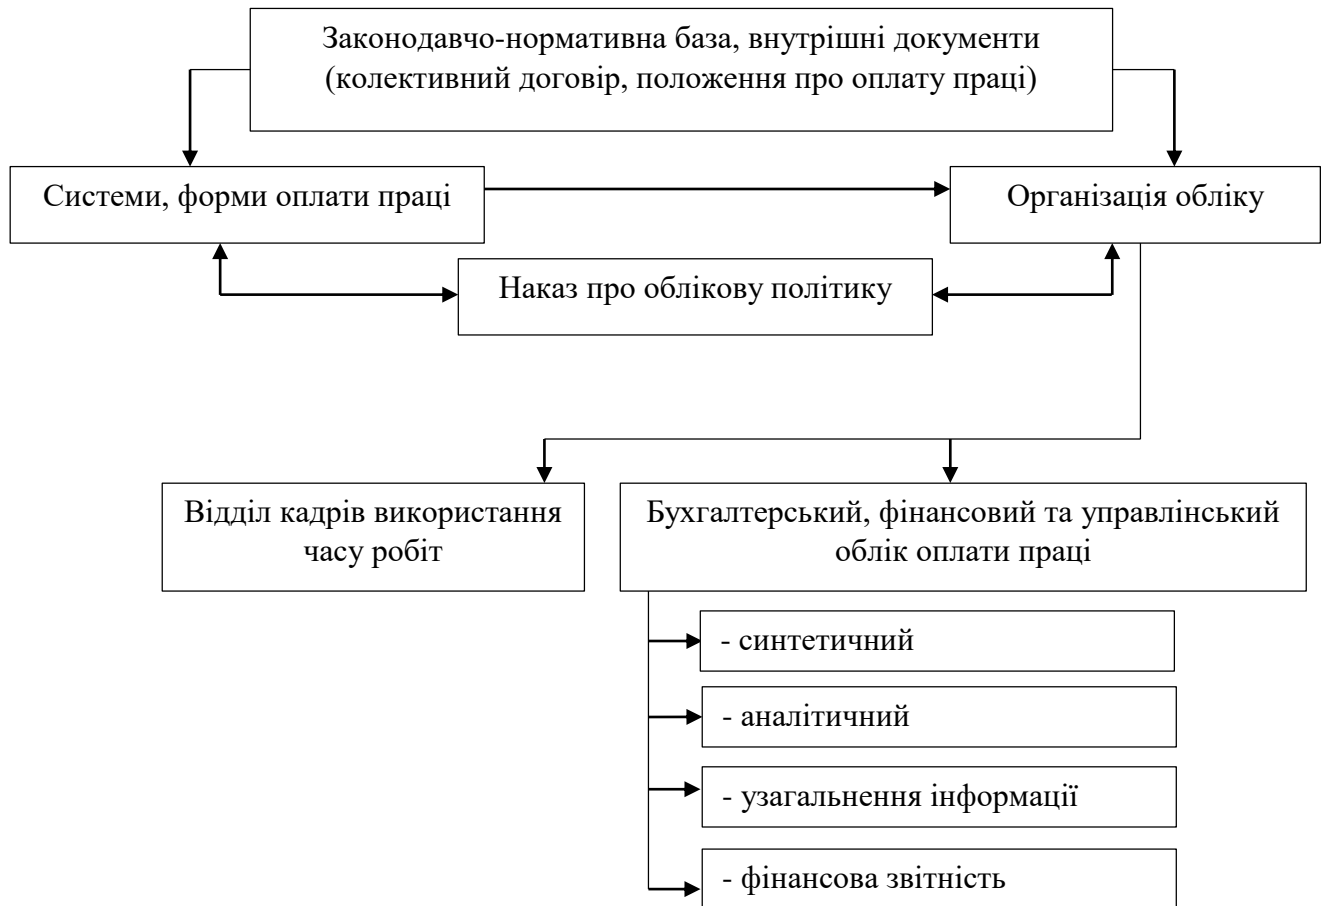 Законодавчо-нормативна база, внутрішні документи
(колективний договір, положення про оплату праці)
Системи, форми оплати праці
Організація обліку
Наказ про облікову політику
Відділ кадрів використання
часу робіт
Бухгалтерський, фінансовий та управлінський
облік оплати праці
- синтетичний
- аналітичний
- узагальнення інформації
- фінансова звітність